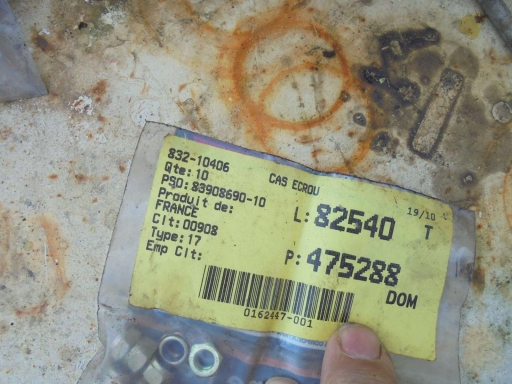 832-10406 CAS ECROU 19/10
Qte: 10
PSO:83908690-10 L:82540 T
Produit de:
FRANCE
Clt:00908 P:475288
Type: 17 DOM
Emp Clt:
0162447-001